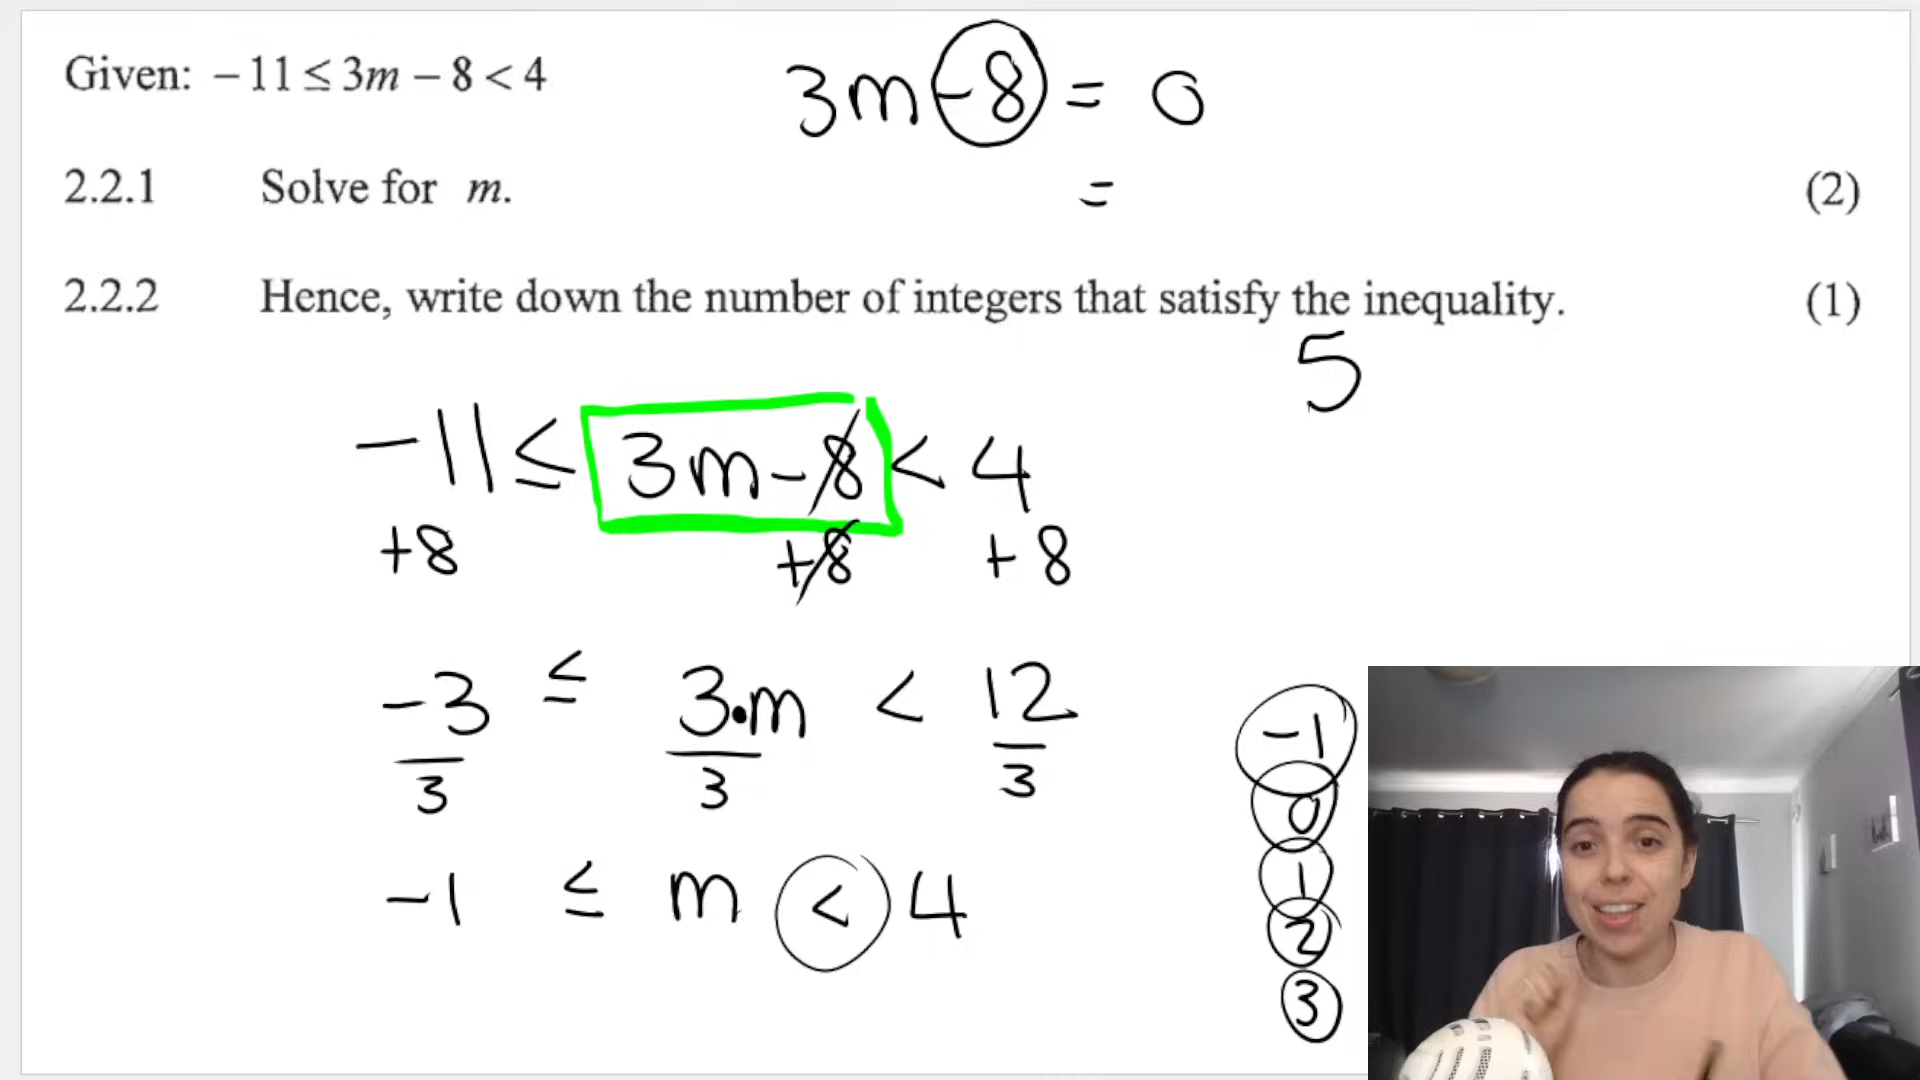 Given: −11 ≤ 3m − 8 < 4
3m − 8 = 0
2.2.1 Solve for m. (2)
=
2.2.2 Hence, write down the number of integers that satisfy the inequality. (1)
5
−11 ≤ 3m − 8 < 4
+8 +8 +8
−3 ≤ 3·m < 12
3 3 3
−1 ≤ m < 4
−1
0
1
2
3